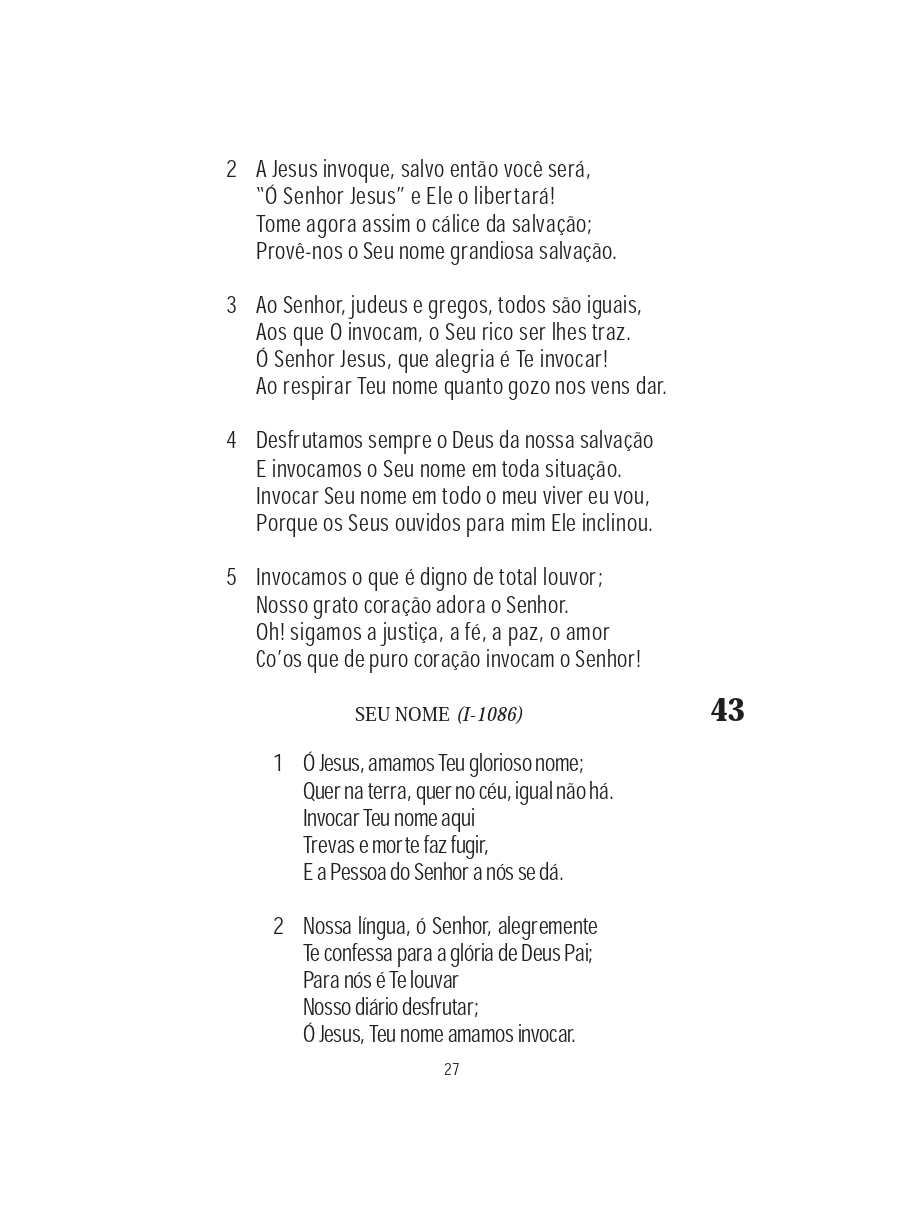 2 A Jesus invoque, salvo então você será,
“Ó Senhor Jesus” e Ele o libertará!
Tome agora assim o cálice da salvação;
Provê-nos o Seu nome grandiosa salvação.
3 Ao Senhor, judeus e gregos, todos são iguais,
Aos que O invocam, o Seu rico ser lhes traz.
Ó Senhor Jesus, que alegria é Te invocar!
Ao respirar Teu nome quanto gozo nos vens dar.
4 Desfrutamos sempre o Deus da nossa salvação
E invocamos o Seu nome em toda situação.
Invocar Seu nome em todo o meu viver eu vou,
Porque os Seus ouvidos para mim Ele inclinou.
5 Invocamos o que é digno de total louvor;
Nosso grato coração adora o Senhor.
Oh! sigamos a justiça, a fé, a paz, o amor
Co’os que de puro coração invocam o Senhor!
SEU NOME (I-1086) 43
1 Ó Jesus, amamos Teu glorioso nome;
Quer na terra, quer no céu, igual não há.
Invocar Teu nome aqui
Trevas e morte faz fugir,
E a Pessoa do Senhor a nós se dá.
2 Nossa língua, ó Senhor, alegremente
Te confessa para a glória de Deus Pai;
Para nós é Te louvar
Nosso diário desfrutar;
Ó Jesus, Teu nome amamos invocar.
27